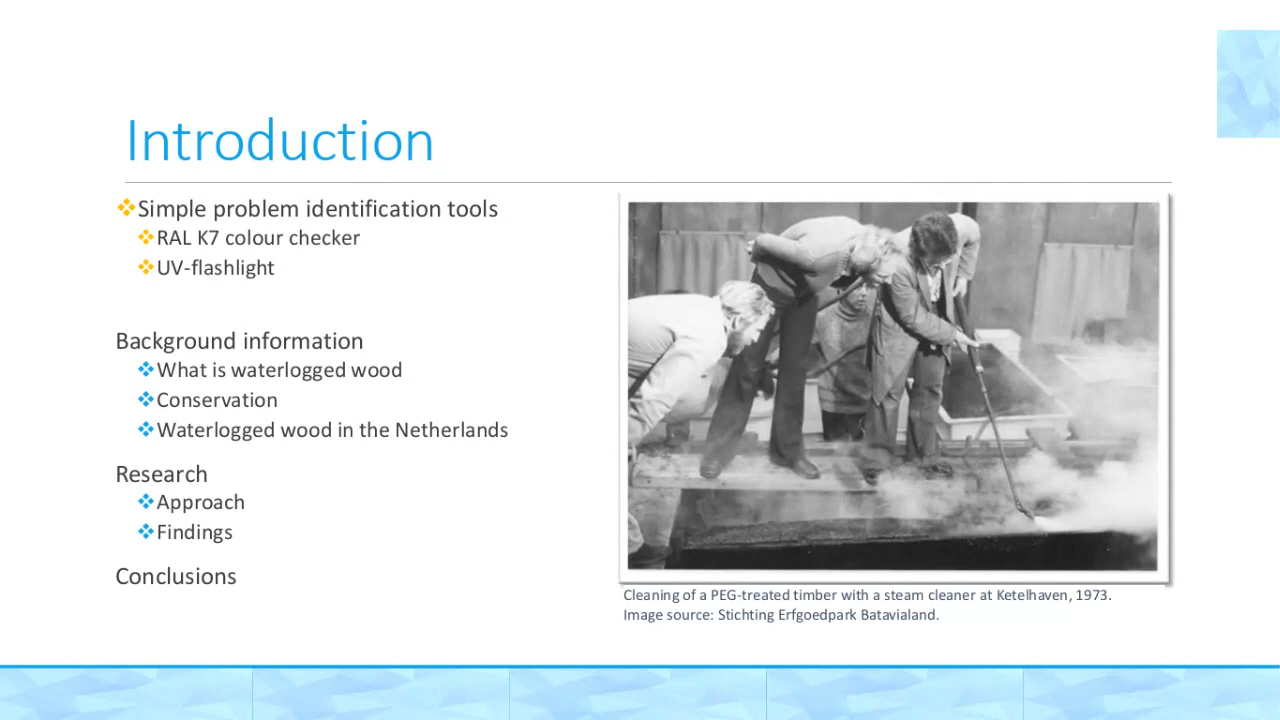 Introduction
Simple problem identification tools
RAL K7 colour checker
UV-flashlight
Background information
What is waterlogged wood
Conservation
Waterlogged wood in the Netherlands
Research
Approach
Findings
Conclusions
Cleaning of a PEG-treated timber with a steam cleaner at Ketelhaven, 1973.
Image source: Stichting Erfgoedpark Batavialand.